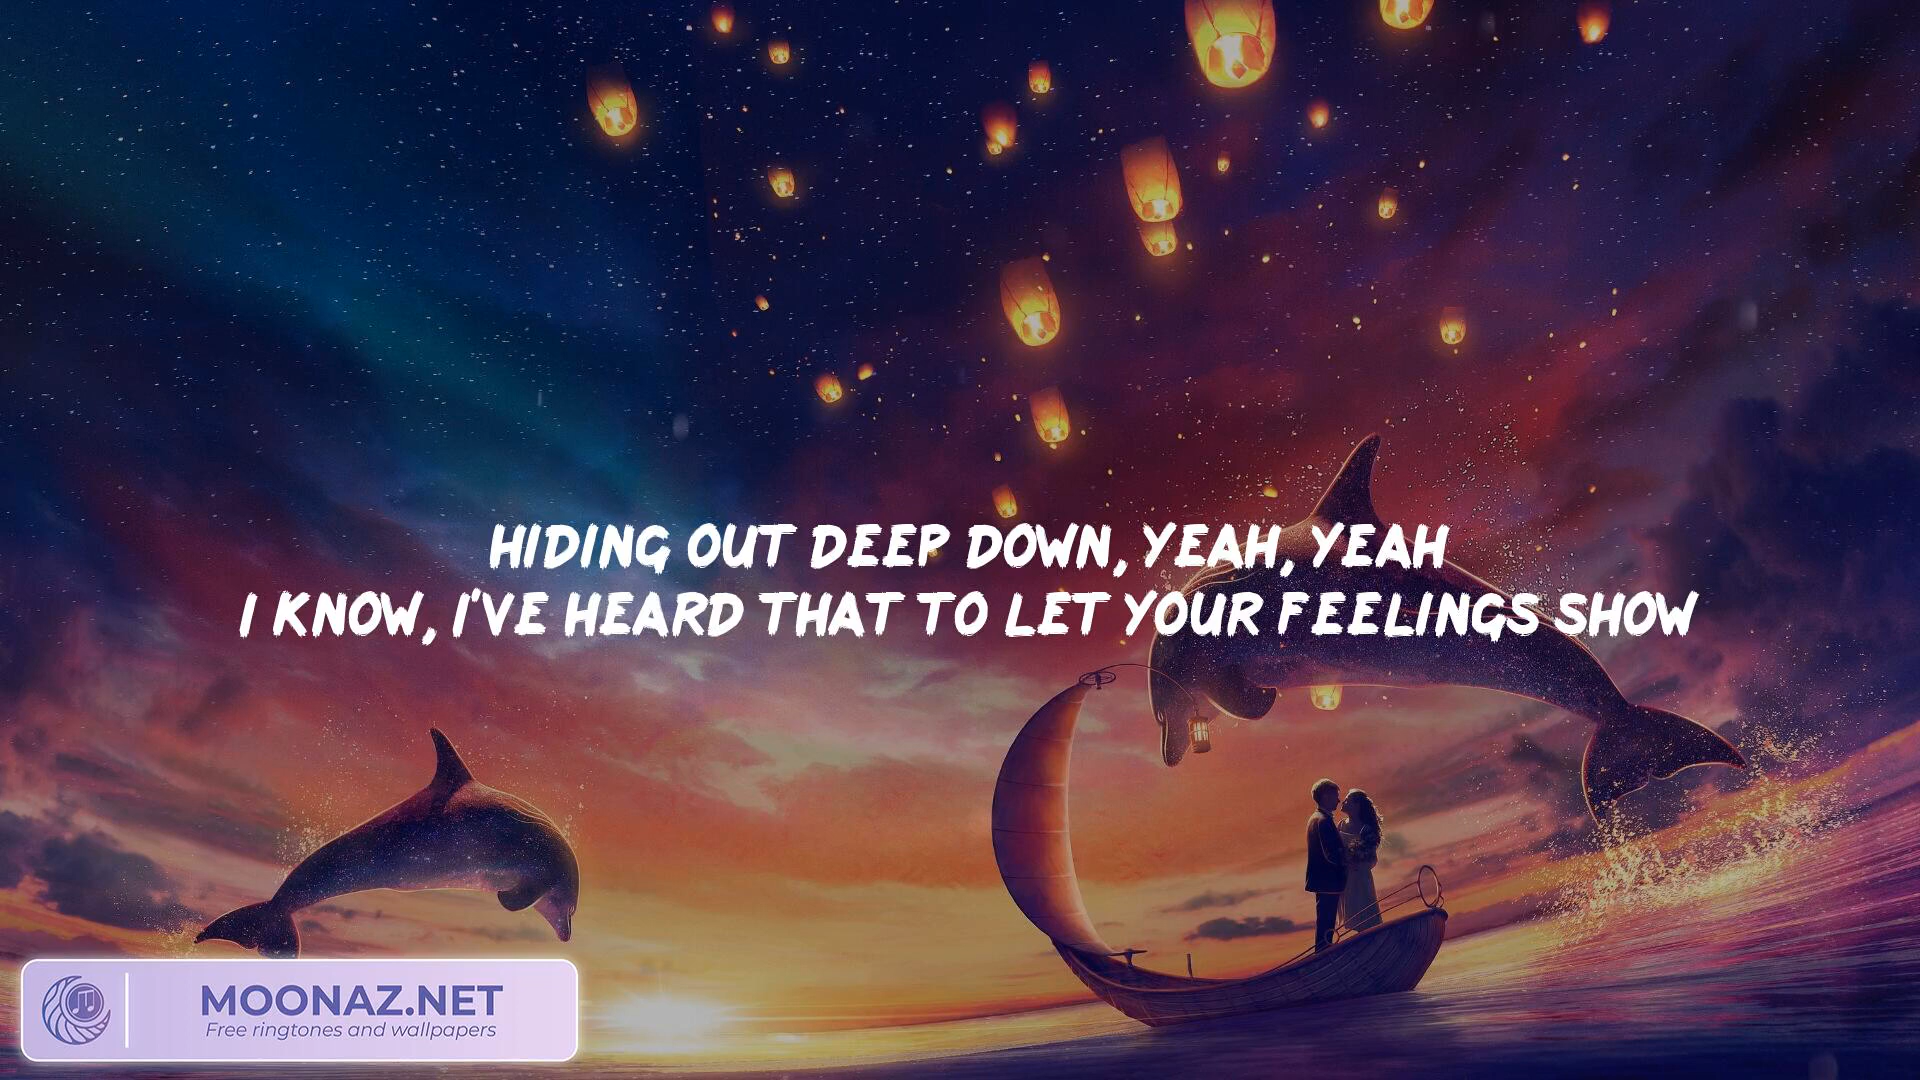 HIDING OUT DEEP DOWN, YEAH, YEAH
I KNOW, I'VE HEARD THAT TO LET YOUR FEELINGS SHOW
MOONAZ.NET
Free ringtones and wallpapers